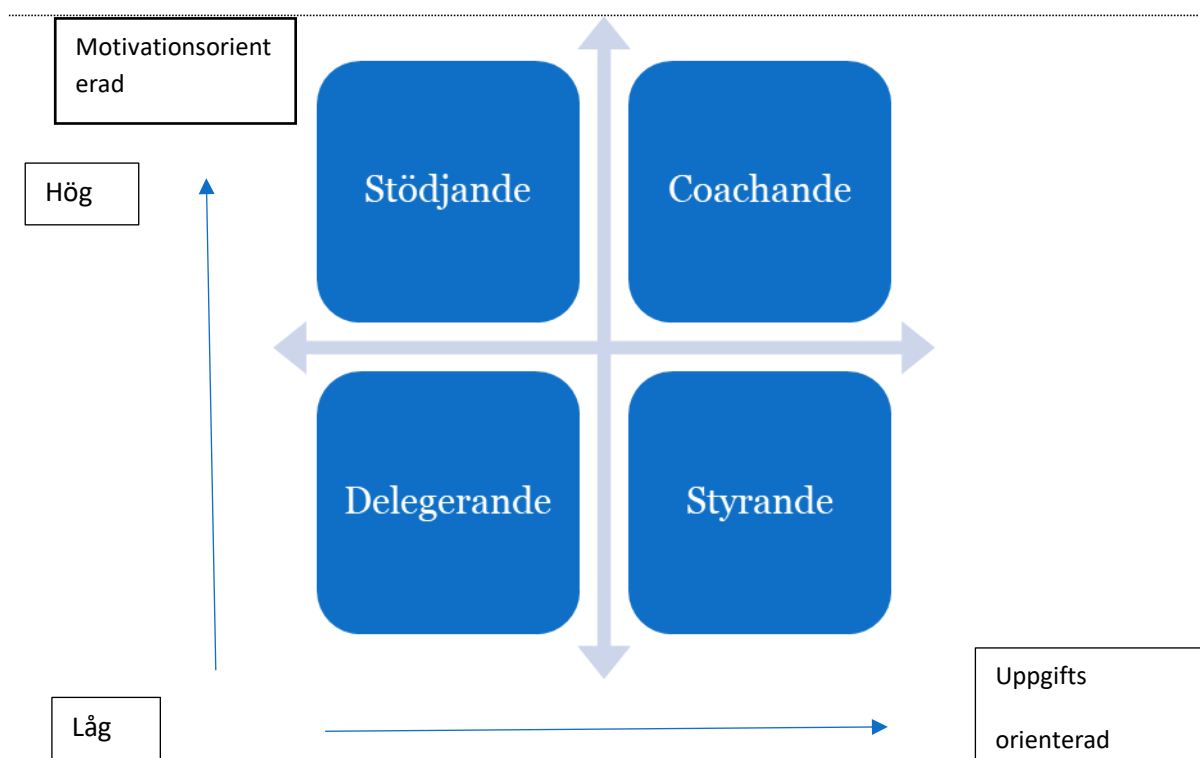 Motivationsorient
erad
Hög
Stödjande
Coachande
Delegerande
Styrande
Låg
Uppgifts
orienterad